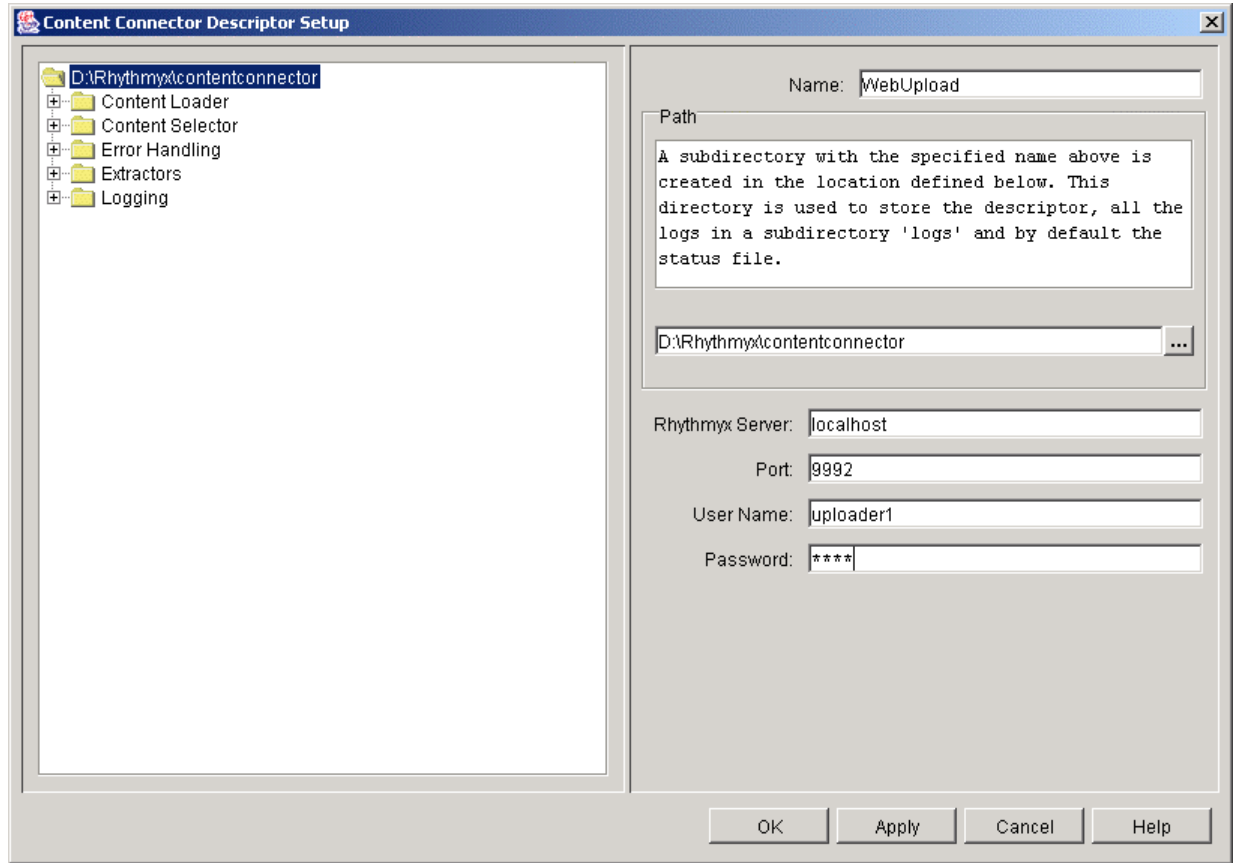 Content Connector Descriptor Setup
D:\Rhythmyx\contentconnector
Content Loader
Content Selector
Error Handling
Extractors
Logging
Name: WebUpload
Path
A subdirectory with the specified name above is
created in the location defined below. This
directory is used to store the descriptor, all the
logs in a subdirectory 'logs' and by default the
status file.
D:\Rhythmyx\contentconnector ...
Rhythmyx Server: localhost
Port: 9992
User Name: uploader1
Password: ****
OK Apply Cancel Help